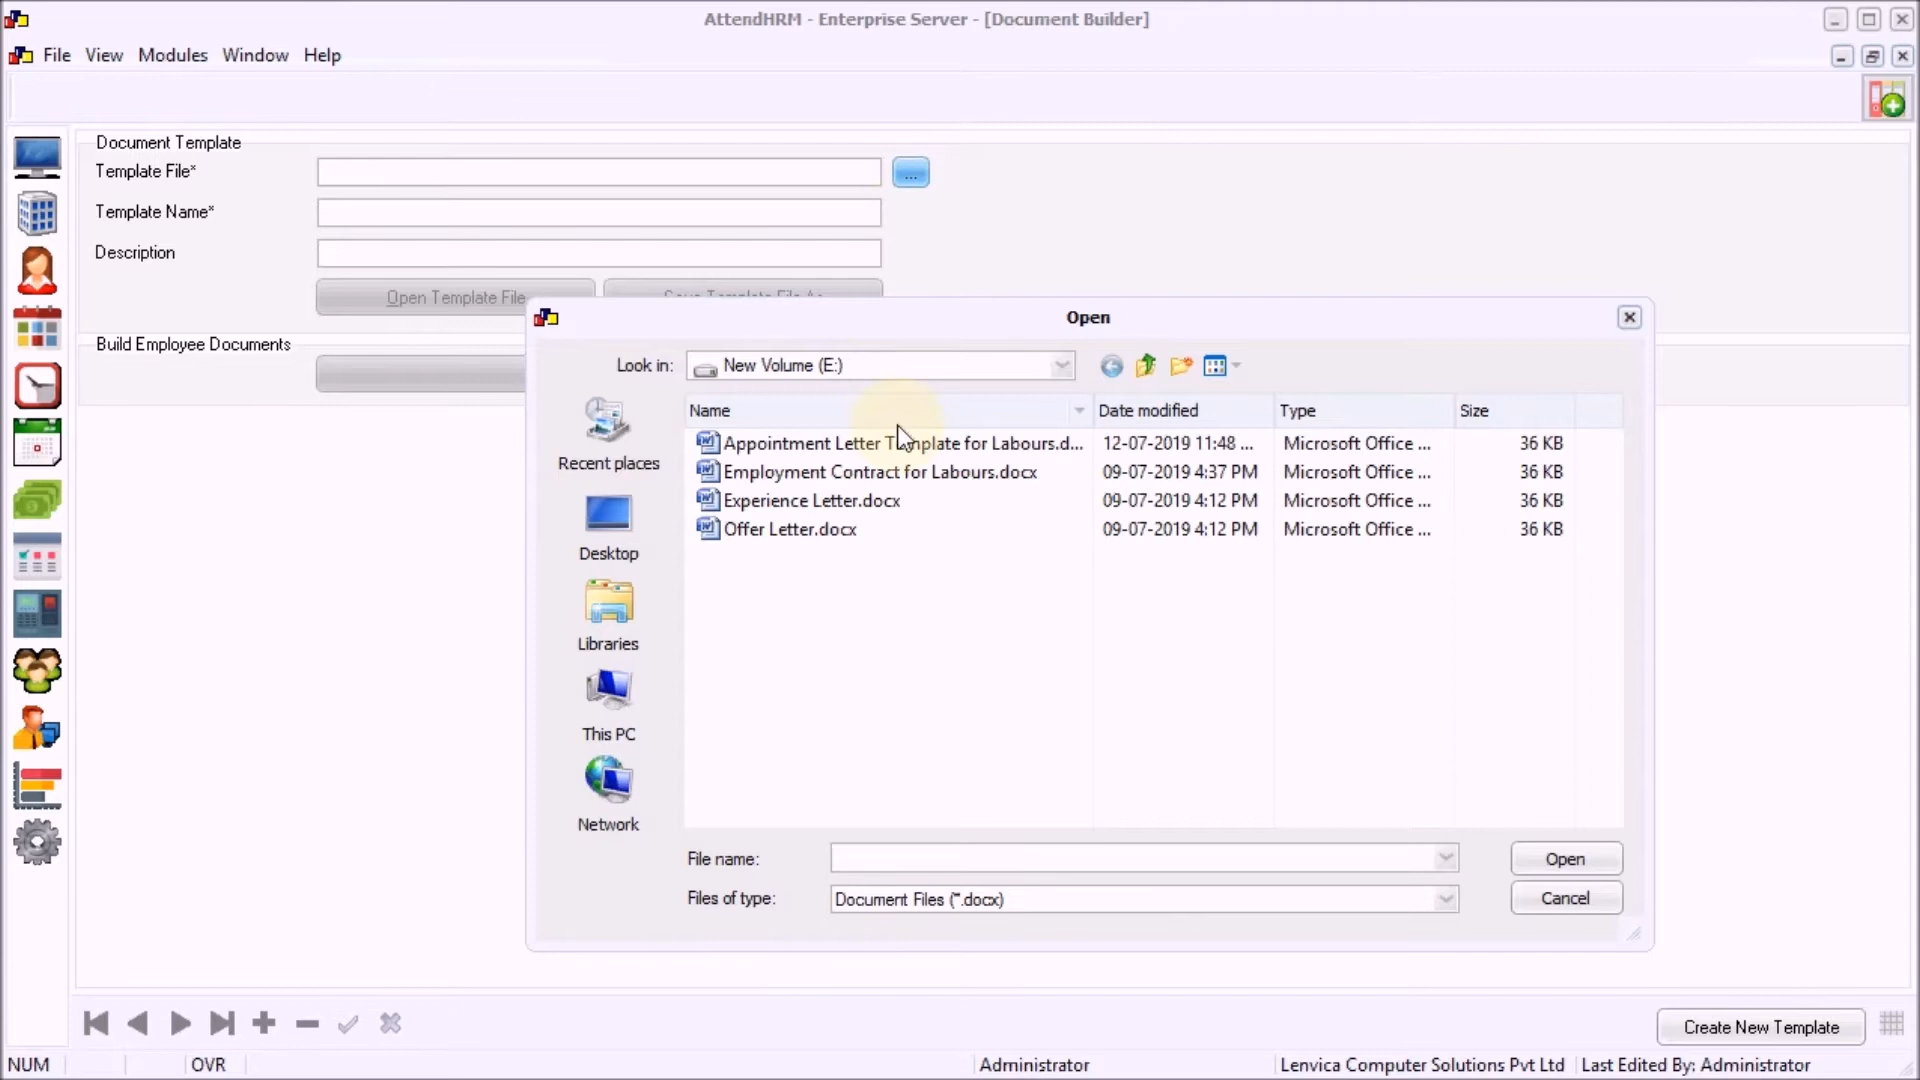 AttendHRM - Enterprise Server - [Document Builder]
File View Modules Window Help
Document Template
Template File*
...
Template Name*
Description
Open Template File
Save Template File As
Build Employee Documents
Open
Look in: New Volume (E:)
Name Date modified Type Size
Appointment Letter Template for Labours.d... 12-07-2019 11:48 ... Microsoft Office ... 36 KB
Employment Contract for Labours.docx 09-07-2019 4:37 PM Microsoft Office ... 36 KB
Experience Letter.docx 09-07-2019 4:12 PM Microsoft Office ... 36 KB
Offer Letter.docx 09-07-2019 4:12 PM Microsoft Office ... 36 KB
Recent places
Desktop
Libraries
This PC
Network
File name: Open
Files of type: Document Files (*.docx) Cancel
Create New Template
NUM OVR Administrator Lenvica Computer Solutions Pvt Ltd Last Edited By: Administrator